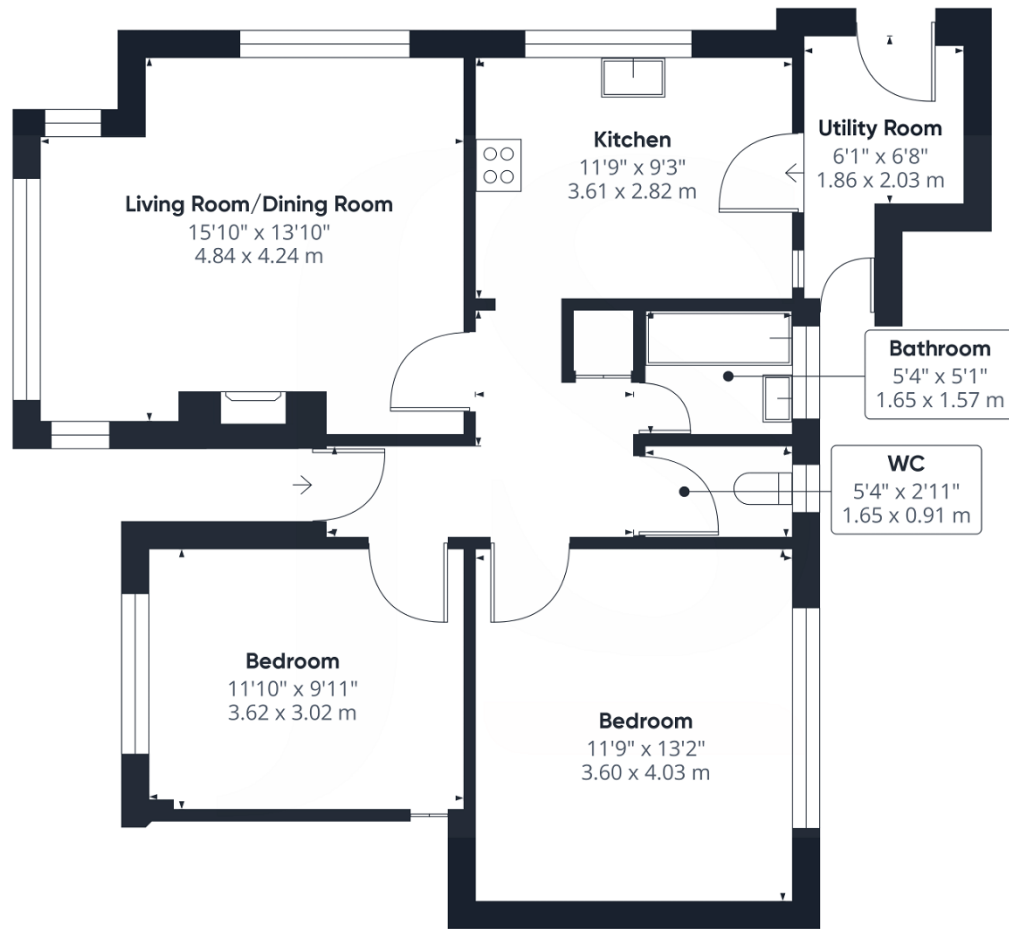 Living Room/Dining Room
15'10" x 13'10"
4.84 x 4.24 m
Kitchen
11'9" x 9'3"
3.61 x 2.82 m
Utility Room
6'1" x 6'8"
1.86 x 2.03 m
Bathroom
5'4" x 5'1"
1.65 x 1.57 m
WC
5'4" x 2'11"
1.65 x 0.91 m
Bedroom
11'10" x 9'11"
3.62 x 3.02 m
Bedroom
11'9" x 13'2"
3.60 x 4.03 m